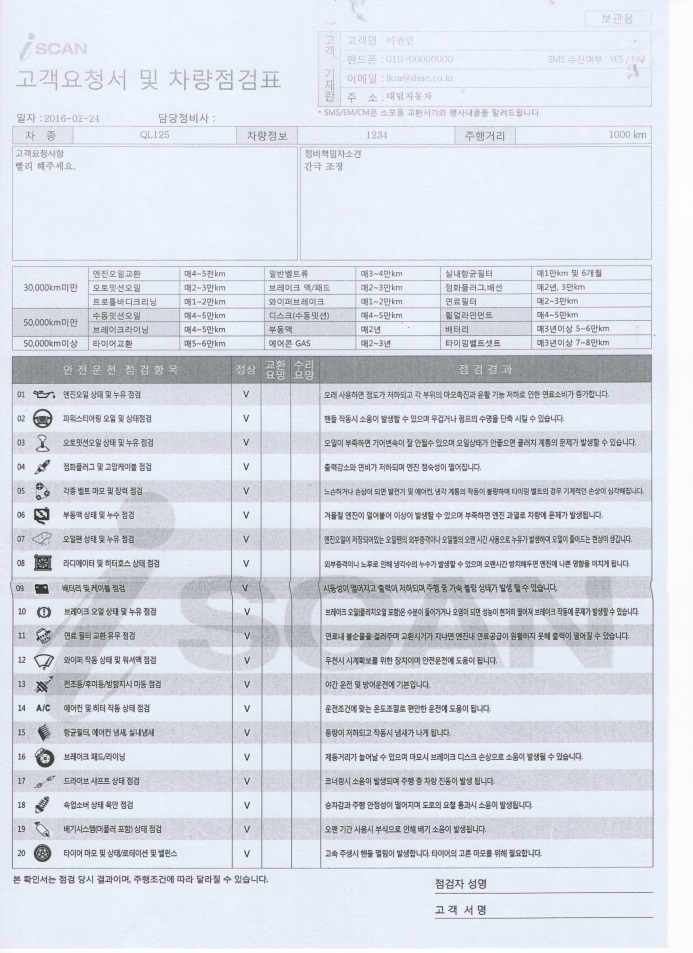 보관용
iSCAN
고객요청서 및 차량점검표
고객 기재란
고객명 : 이권민
핸드폰 : 010-00000000 SMS 수신여부 : YES / NO
이메일 : lkm@dmc.co.kr
주 소 : 대림자동차
* SMS/EM/CM은 소모품 교환시기와 행사내용을 알려드립니다.
일자 : 2016-02-24 담당정비사 :
차 종 QL125 차량정보 1234 주행거리 1000 km
고객요청사항 정비책임자소견
빨리 해주세요. 간극 조정
30,000km미만 엔진오일교환 매4~5천km 일반벨트류 매3~4만km 실내항균필터 매1만km 및 6개월
오토밋션오일 매2~3만km 브레이크 액/패드 매2~3만km 점화플러그,배선 매2년, 3만km
트로틀바디크리닝 매1~2만km 와이퍼브레이크 매1~2만km 연료필터 매2~3만km
50,000km미만 수동밋션오일 매4~5만km 디스크(수동밋션) 매4~5만km 휠얼라인먼트 매4~5만km
브레이크라이닝 매4~5만km 부동액 매2년 배터리 매3년이상 5~6만km
50,000km이상 타이어교환 매5~6만km 에어콘 GAS 매2~3년 타이밍벨트세트 매3년이상 7~8만km
안전운전 점검항목 정상 교환요망 수리요망 점검결과
01 엔진오일 상태 및 누유 점검 V 오래 사용하면 점도가 저하되고 각 부위의 마모촉진과 윤활 기능 저하로 인한 연료소비가 증가합니다.
02 파워스티어링 오일 및 상태점검 V 핸들 작동시 소음이 발생할 수 있으며 무겁거나 펌프의 수명을 단축 시킬 수 있습니다.
03 오토밋션오일 상태 및 누유 점검 V 오일이 부족하면 기어변속이 잘 안될수 있으며 오일상태가 안좋으면 클러치 계통의 문제가 발생할 수 있습니다.
04 점화플러그 및 고압케이블 점검 V 출력감소와 연비가 저하되며 엔진 정숙성이 떨어집니다.
05 각종 벨트 마모 및 장력 점검 V 느슨하거나 손상이 되면 발전기 및 에어컨, 냉각 계통의 작동이 불량하며 타이밍 벨트의 경우 기계적인 손상이 심각해집니다.
06 부동액 상태 및 누수 점검 V 겨울철 엔진이 얼어붙어 이상이 발생할 수 있으며 부족하면 엔진 과열로 차량에 문제가 발생됩니다.
07 오일팬 상태 및 누유 점검 V 엔진오일이 저장되어있는 오일팬의 외부충격이나 오일씰의 오랜 시간 사용으로 누유가 발생하여 오일이 줄어드는 현상이 생깁니다.
08 라디에이터 및 히터호스 상태 점검 V 외부충격이나 노후로 인해 냉각수의 누수가 발생할 수 있으며 오랜시간 방치해두면 엔진에 나쁜 영향을 미치게 됩니다.
09 배터리 및 케이블 점검 V 시동성이 떨어지고 출력이 저하되며 주행 중 가속 불량 상태가 발생 할 수 있습니다.
10 브레이크 오일 상태 및 누유 점검 V 브레이크 오일(클러치오일 포함)은 수분이 들어가거나 오염이 되면 성능이 현저히 떨어져 브레이크 작동에 문제가 발생할 수 있습니다.
11 연료 필터 교환 유무 점검 V 연료내 불순물을 걸러주며 교환시기가 지나면 엔진내 연료공급이 원활하지 못해 출력이 떨어질 수 있습니다.
12 와이퍼 작동 상태 및 워셔액 점검 V 우천시 시계확보를 위한 장치이며 안전운전에 도움이 됩니다.
13 전조등/후미등/방향지시 미등 점검 V 야간 운전 및 방어운전에 기본입니다.
14 A/C 에어컨 및 히터 작동 상태 점검 V 운전조건에 맞는 온도조절로 편안한 운전에 도움이 됩니다.
15 항균필터, 에어컨 냄새, 실내냄새 V 풍량이 저하되고 작동시 냄새가 나게 됩니다.
16 브레이크 패드/라이닝 V 제동거리가 늘어날 수 있으며 마모시 브레이크 디스크 손상으로 소음이 발생될 수 있습니다.
17 드라이브 샤프트 상태 점검 V 코너링시 소음이 발생되며 주행 중 차량 진동이 발생 됩니다.
18 속업소버 상태 육안 점검 V 승차감과 주행 안정성이 떨어지며 도로의 요철 통과시 소음이 발생됩니다.
19 배기시스템(머플러 포함) 상태 점검 V 오랜 기간 사용시 부식으로 인해 배기 소음이 발생됩니다.
20 타이어 마모 및 상태/로테이션 및 밸런스 V 고속 주생시 핸들 떨림이 발생합니다. 타이어의 고른 마모를 위해 필요합니다.
iSCAN
본 확인서는 점검 당시 결과이며, 주행조건에 따라 달라질 수 있습니다.
점검자 성명
고 객 서 명